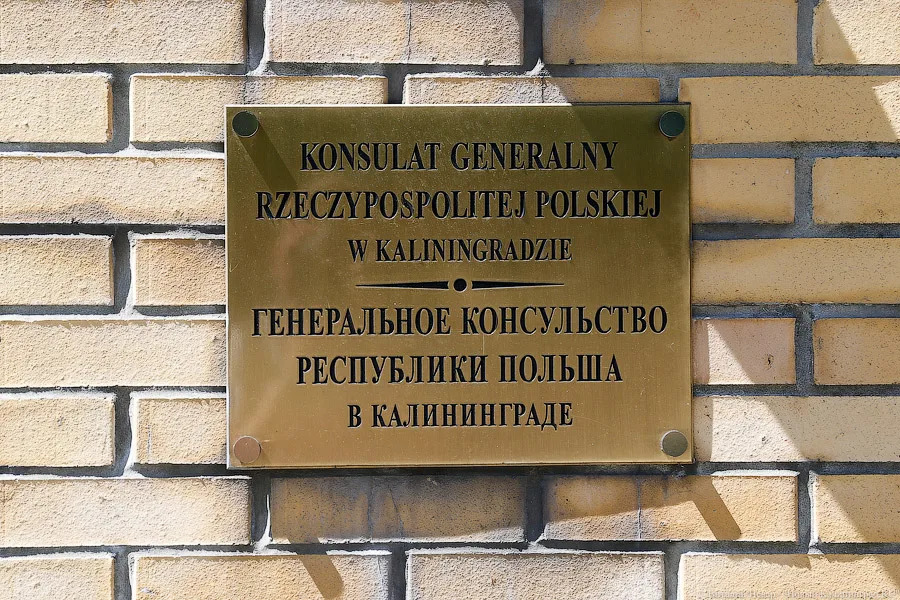 KONSULAT GENERALNY
RZECZYPOSPOLITEJ POLSKIEJ
W KALININGRADZIE
ГЕНЕРАЛЬНОЕ КОНСУЛЬСТВО
РЕСПУБЛИКИ ПОЛЬША
В КАЛИНИНГРАДЕ